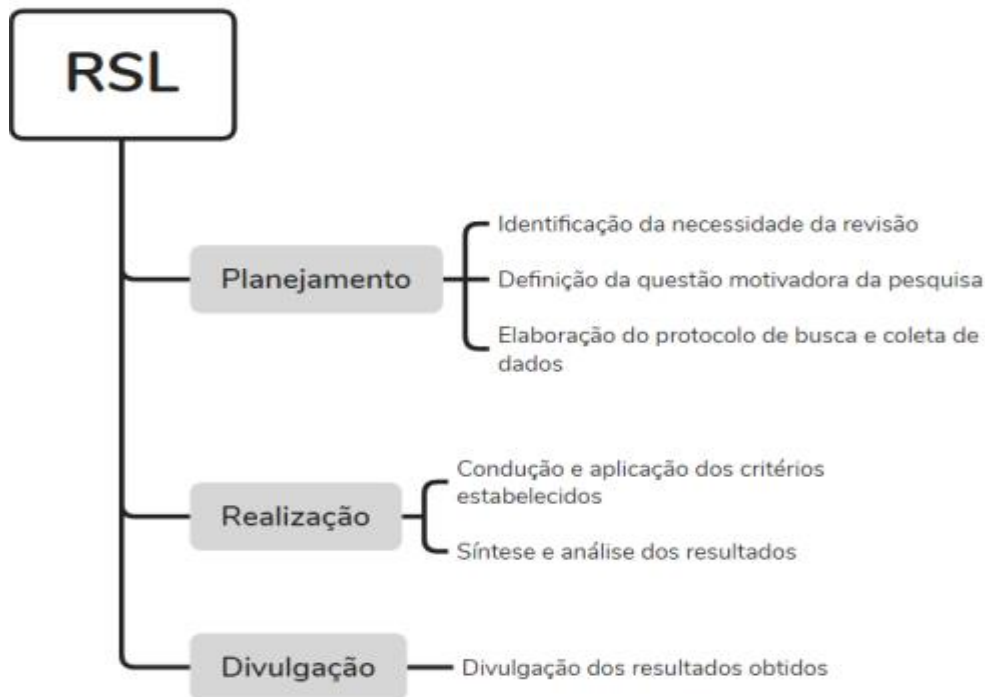 RSL
Planejamento
Identificação da necessidade da revisão
Definição da questão motivadora da pesquisa
Elaboração do protocolo de busca e coleta de
dados
Realização
Condução e aplicação dos critérios
estabelecidos
Síntese e análise dos resultados
Divulgação
Divulgação dos resultados obtidos